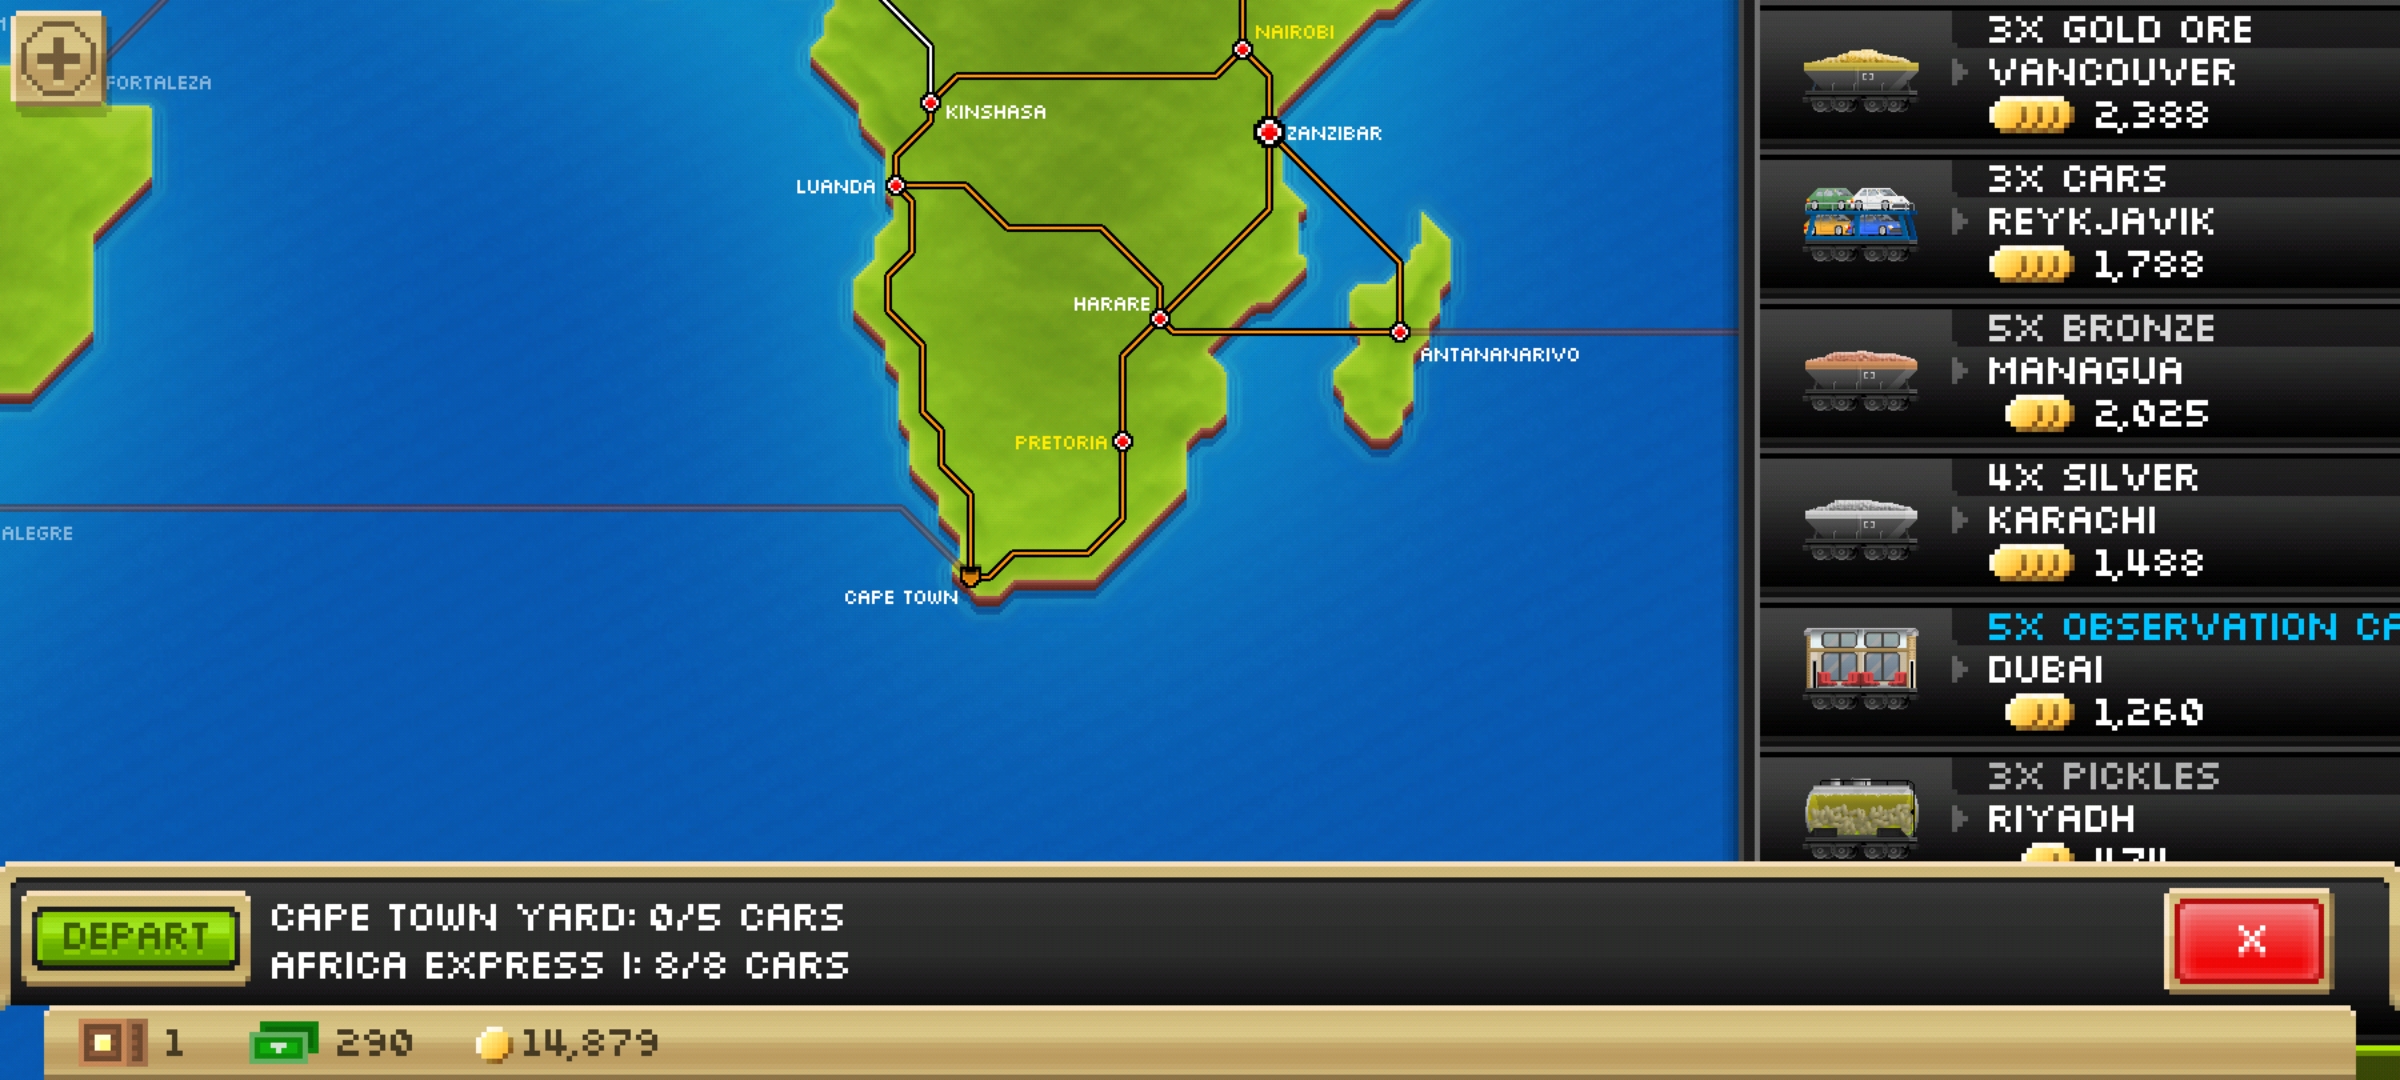 NAIROBI
FORTALEZA
KINSHASA
ZANZIBAR
LUANDA
HARARE
ANTANANARIVO
PRETORIA
ALEGRE
CAPE TOWN
3X GOLD ORE
VANCOUVER
2,388
3X CARS
REYKJAVIK
1,788
5X BRONZE
MANAGUA
2,025
4X SILVER
KARACHI
1,488
5X OBSERVATION CA
DUBAI
1,260
3X PICKLES
RIYADH
DEPART
CAPE TOWN YARD: 0/5 CARS
AFRICA EXPRESS I: 8/8 CARS
X
1
290
14,879